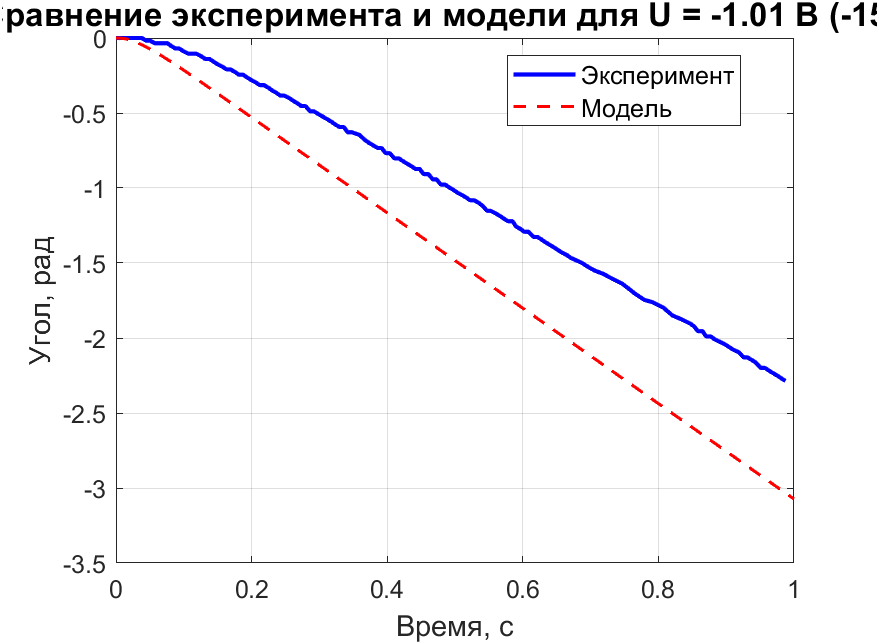 равнение эксперимента и модели для U = -1.01 В (-15
Эксперимент
Модель
0
-0.5
-1
-1.5
-2
-2.5
-3
-3.5
Угол, рад
0 0.2 0.4 0.6 0.8 1
Время, с